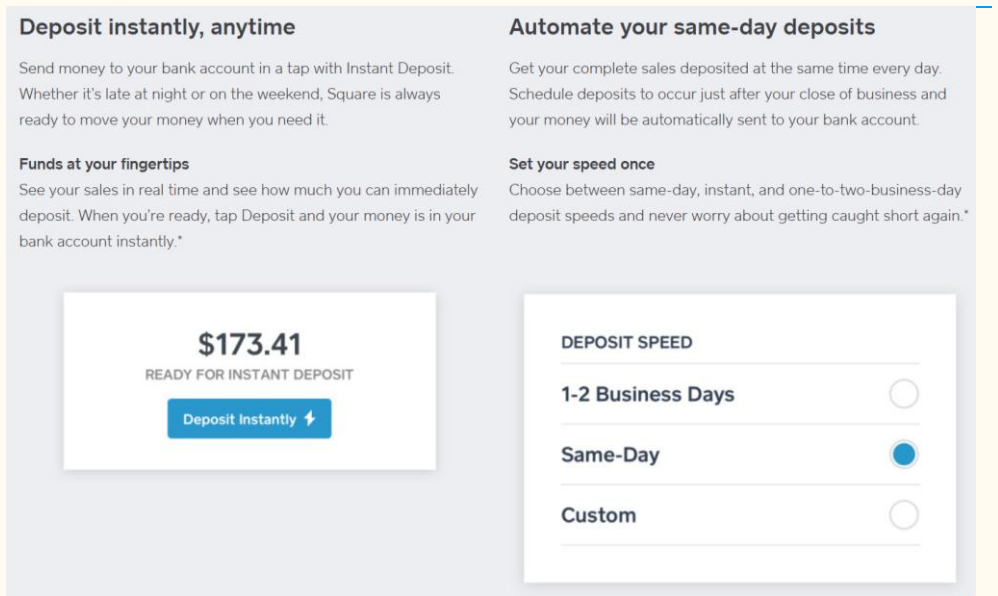 Deposit instantly, anytime
Send money to your bank account in a tap with Instant Deposit.
Whether it's late at night or on the weekend, Square is always
ready to move your money when you need it.
Funds at your fingertips
See your sales in real time and see how much you can immediately
deposit. When you're ready, tap Deposit and your money is in your
bank account instantly.*
$173.41
READY FOR INSTANT DEPOSIT
Deposit Instantly
Automate your same-day deposits
Get your complete sales deposited at the same time every day.
Schedule deposits to occur just after your close of business and
your money will be automatically sent to your bank account.
Set your speed once
Choose between same-day, instant, and one-to-two-business-day
deposit speeds and never worry about getting caught short again.*
DEPOSIT SPEED
1-2 Business Days
Same-Day
Custom